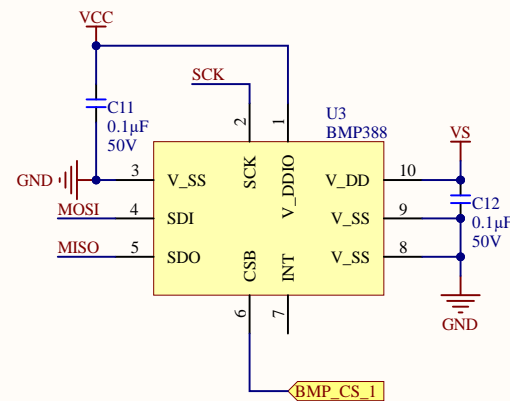 VCC
SCK
C11
0.1µF
50V
U3
BMP388
VS
2
1
GND
3
V_SS
SCK
V_DDIO
V_DD
10
C12
0.1µF
50V
MOSI
4
SDI
V_SS
9
MISO
5
SDO
CSB
INT
V_SS
8
6
7
GND
BMP_CS_1